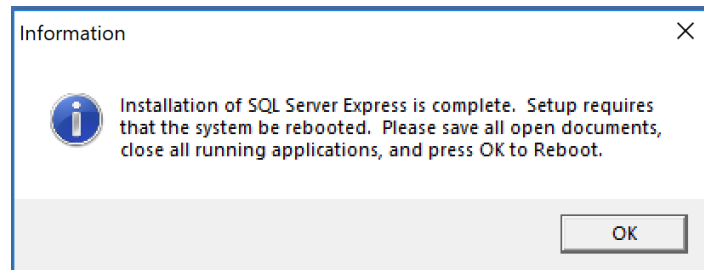 Information
Installation of SQL Server Express is complete.  Setup requires
that the system be rebooted.  Please save all open documents,
close all running applications, and press OK to Reboot.
OK